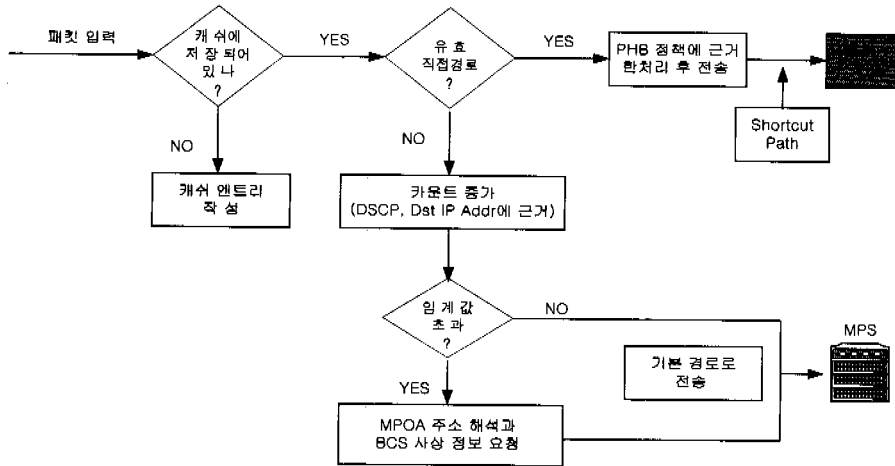 패킷 입력
캐 쉬에
저 장 되어
있 나
?
YES
유 효
직접경로
?
YES
PHB 정책에 근거
한처리 후 전송
Shortcut
Path
NO
NO
캐쉬 엔트리
작 성
카운트 증가
(DSCP, Dst IP Addr에 근거)
임 계 값
초 과
?
NO
MPS
기본 경로로
전송
YES
MPOA 주소 해석과
BCS 사상 정보 요청